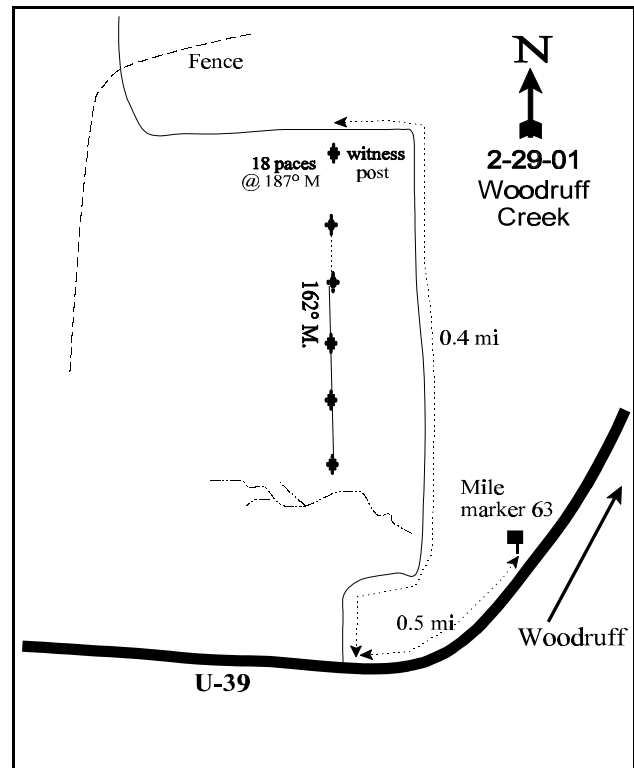 Fence
N
2-29-01
Woodruff
Creek
18 paces
@ 187° M
witness
post
162° M.
0.4 mi
Mile
marker 63
0.5 mi
Woodruff
U-39